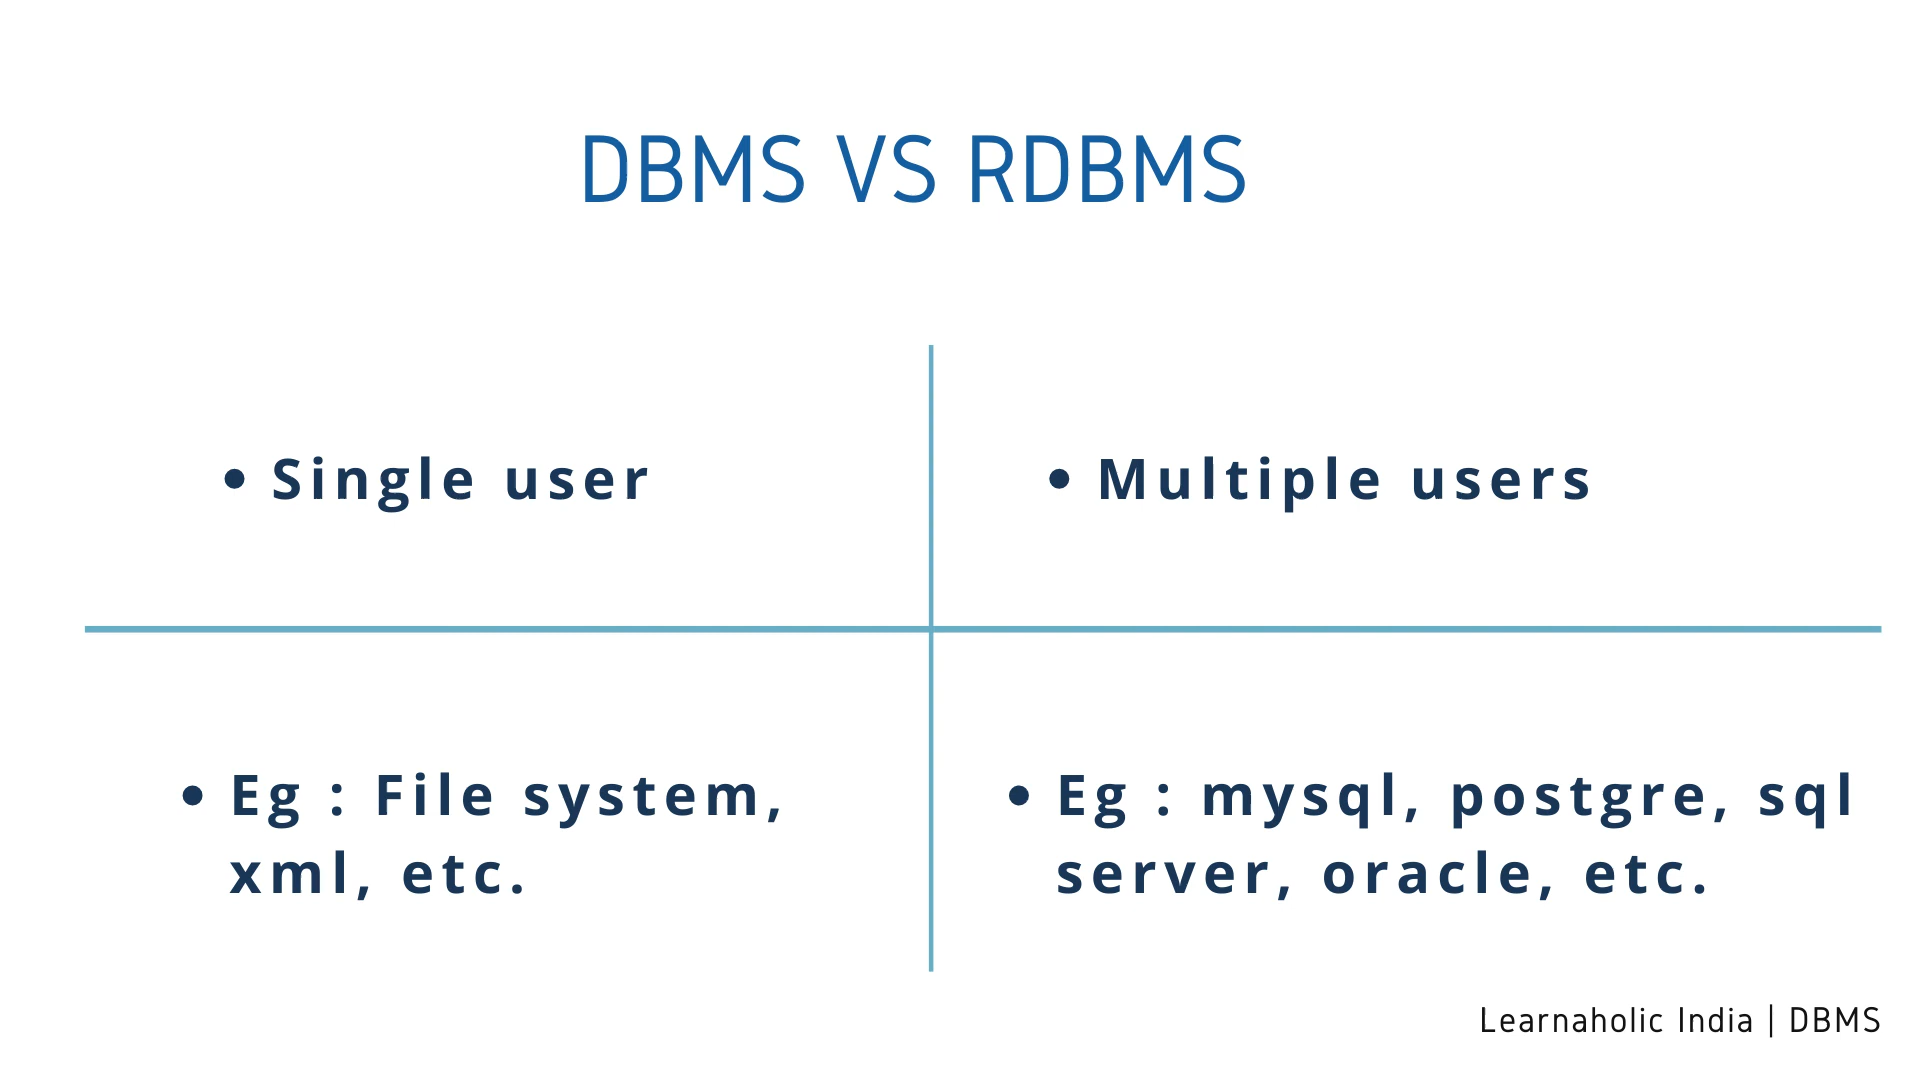 DBMS VS RDBMS
• Single user
• Multiple users
• Eg : File system,
xml, etc.
• Eg : mysql, postgre, sql
server, oracle, etc.
Learnaholic India | DBMS